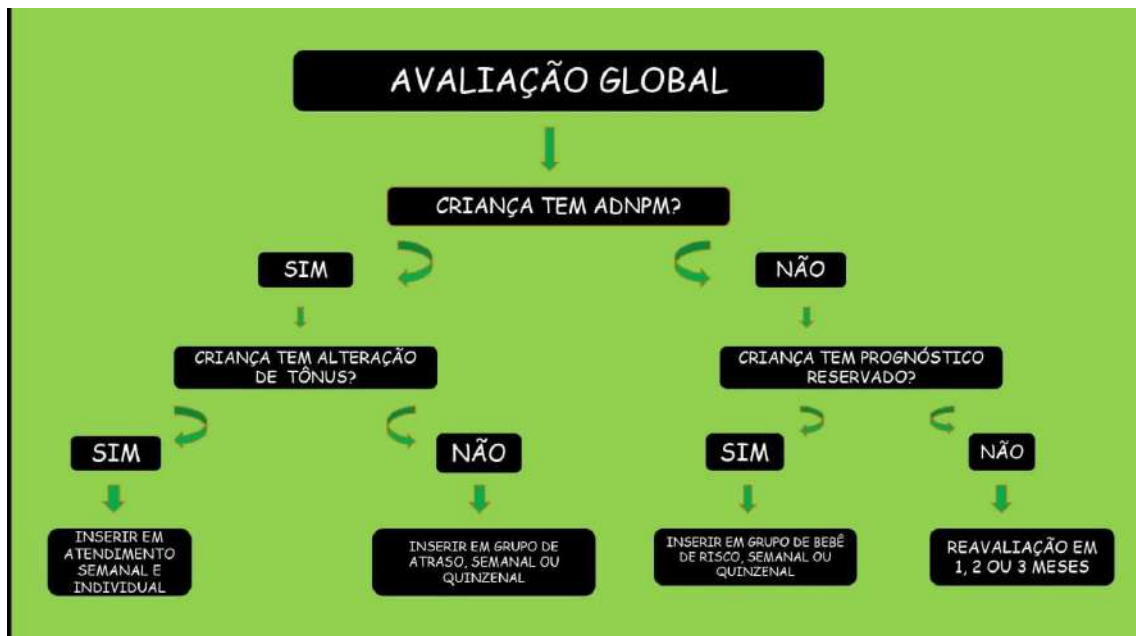 AVALIAÇÃO GLOBAL
CRIANÇA TEM ADNPM?
SIM
NÃO
CRIANÇA TEM ALTERAÇÃO
DE TÔNUS?
CRIANÇA TEM PROGNÓSTICO
RESERVADO?
SIM
NÃO
SIM
NÃO
INSERIR EM
ATENDIMENTO
SEMANAL E
INDIVIDUAL
INSERIR EM GRUPO DE
ATRASO, SEMANAL OU
QUINZENAL
INSERIR EM GRUPO DE BEBÊ
DE RISCO, SEMANAL OU
QUINZENAL
REAVALIAÇÃO EM
1, 2 OU 3 MESES